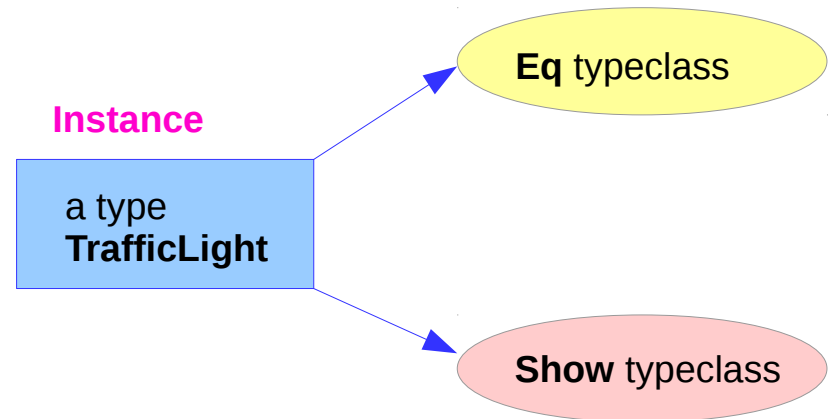 Eq typeclass
Instance
a type
TrafficLight
Show typeclass